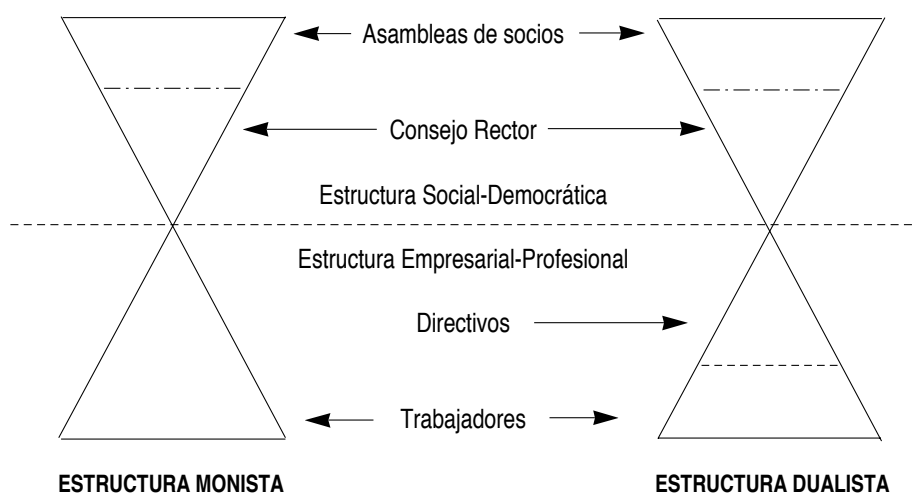 Asambleas de socios
Consejo Rector
Estructura Social-Democrática
Estructura Empresarial-Profesional
Directivos
Trabajadores
ESTRUCTURA MONISTA
ESTRUCTURA DUALISTA